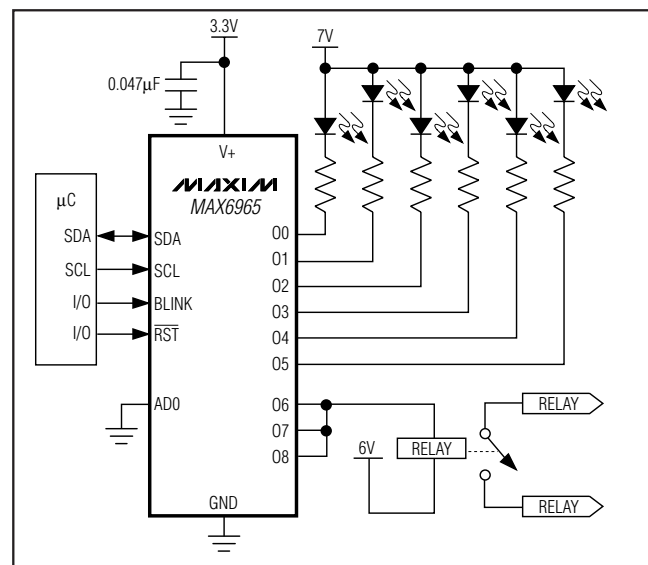 3.3V
7V
0.047µF
V+
MAXIM
MAX6965
µC
SDA
SDA
SCL
SCL
I/O
BLINK
I/O
R̅S̅T̅
AD0
GND
O0
O1
O2
O3
O4
O5
O6
O7
O8
6V
RELAY
RELAY
RELAY